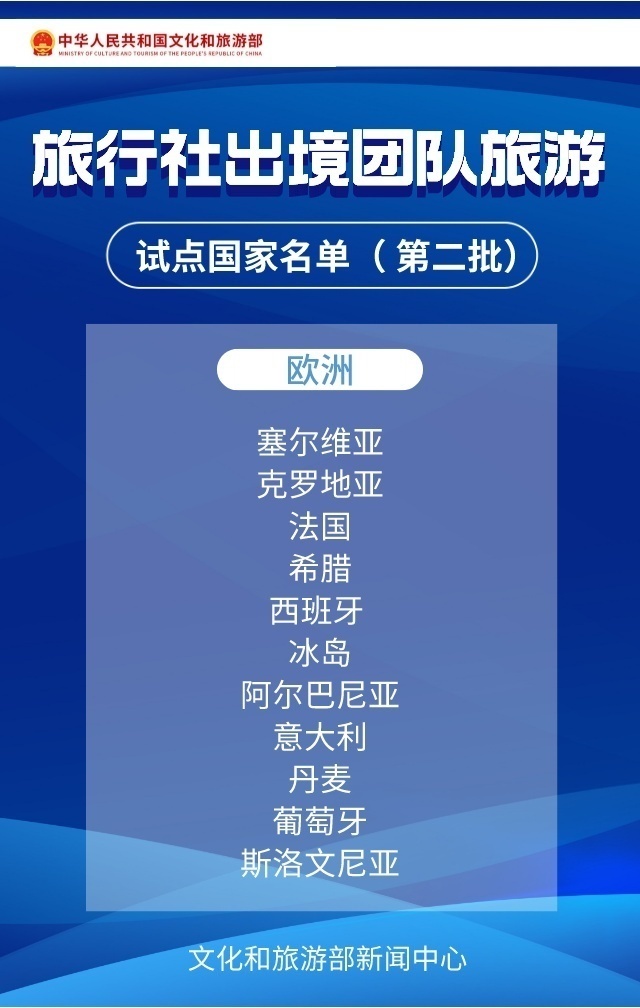 中华人民共和国文化和旅游部
MINISTRY OF CULTURE AND TOURISM OF THE PEOPLE'S REPUBLIC OF CHINA
旅行社出境团队旅游
试点国家名单（第二批）
欧洲
塞尔维亚
克罗地亚
法国
希腊
西班牙
冰岛
阿尔巴尼亚
意大利
丹麦
葡萄牙
斯洛文尼亚
文化和旅游部新闻中心